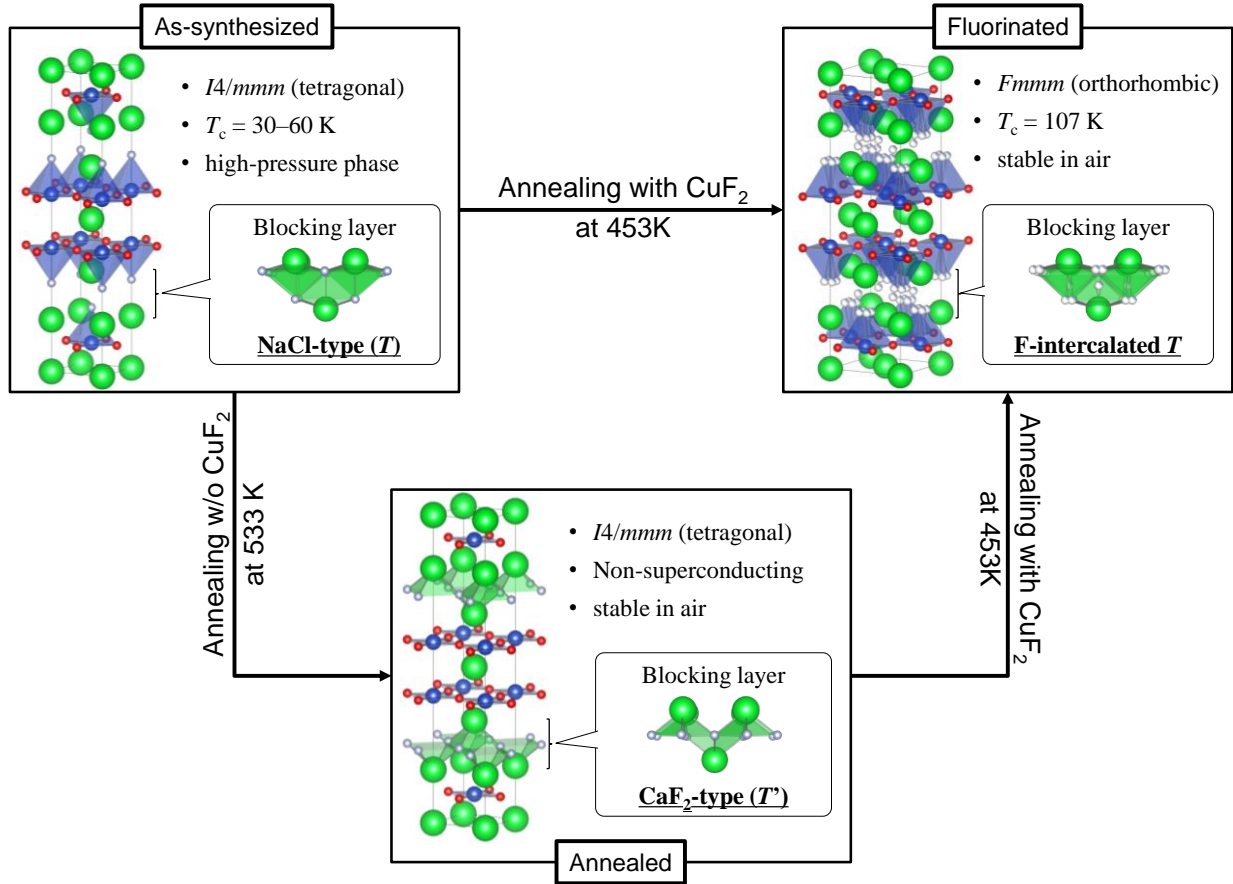 As-synthesized
• I4/mmm (tetragonal)
• Tc = 30–60 K
• high-pressure phase
Blocking layer
NaCl-type (T)
Annealing with CuF2
at 453K
Fluorinated
• Fmmm (orthorhombic)
• Tc = 107 K
• stable in air
Blocking layer
F-intercalated T
Annealing w/o CuF2
at 533 K
• I4/mmm (tetragonal)
• Non-superconducting
• stable in air
Blocking layer
CaF2-type (T’)
Annealed
Annealing with CuF2
at 453K